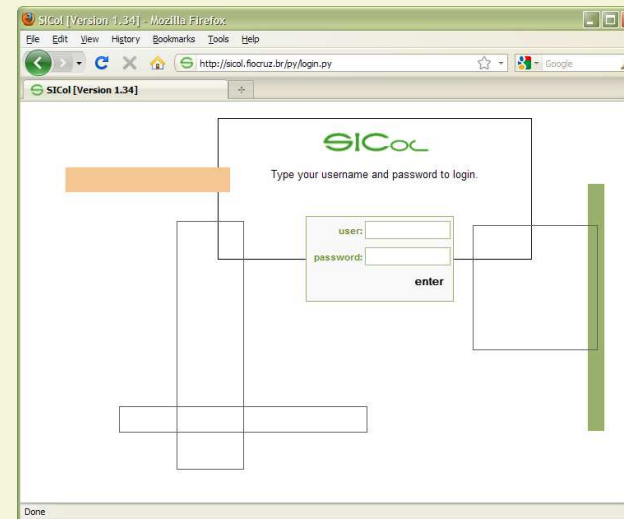 SICol [Version 1.34] - Mozilla Firefox
File Edit View History Bookmarks Tools Help
http://sicol.fiocruz.br/py/login.py Google
SICol [Version 1.34]
SICOL
Type your username and password to login.
user:
password:
enter
Done